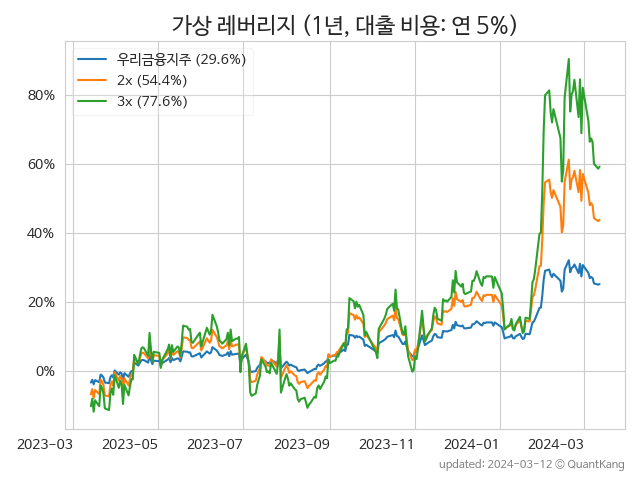 가상 레버리지 (1년, 대출 비용: 연 5%)
우리금융지주 (29.6%)
2x (54.4%)
3x (77.6%)
80%
60%
40%
20%
0%
2023-03 2023-05 2023-07 2023-09 2023-11 2024-01 2024-03
updated: 2024-03-12 © QuantKang